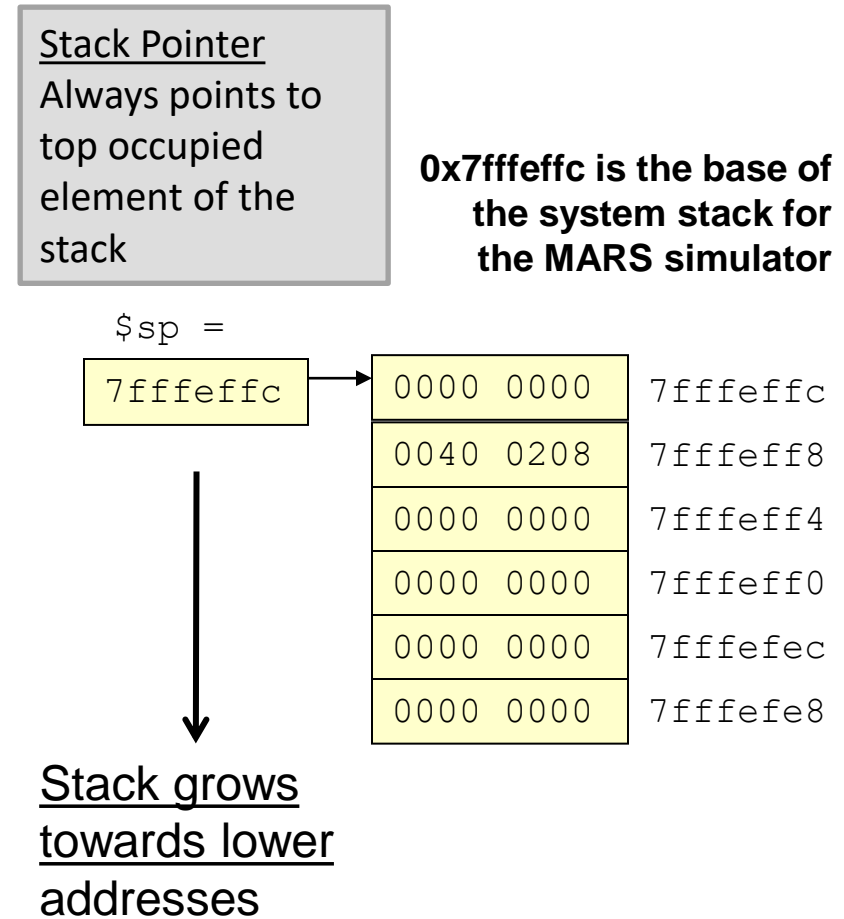 Stack Pointer
Always points to
top occupied
element of the
stack
0x7fffeffc is the base of
the system stack for
the MARS simulator
$sp =
7fffeffc
0000 0000 7fffeffc
0040 0208 7fffeff8
0000 0000 7fffeff4
0000 0000 7fffeff0
0000 0000 7fffefec
0000 0000 7fffefe8
Stack grows
towards lower
addresses